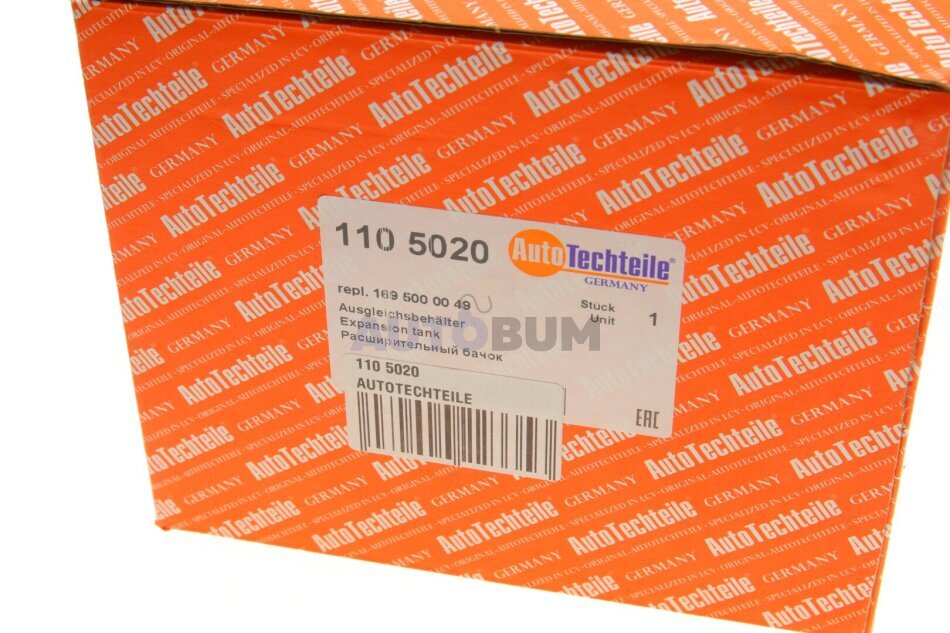 110 5020
AutoTechteile®
GERMANY
repl. 169 500 00 49
Stück
Unit 1
Ausgleichsbehälter
Expansion tank
Расширительный бачок
AUTOBUM
110 5020
AUTOTECHTEILE
EAC
AutoTechteile
GERMANY
SPECIALIZED IN LCV - ORIGINAL - AUTOTECHTEILE